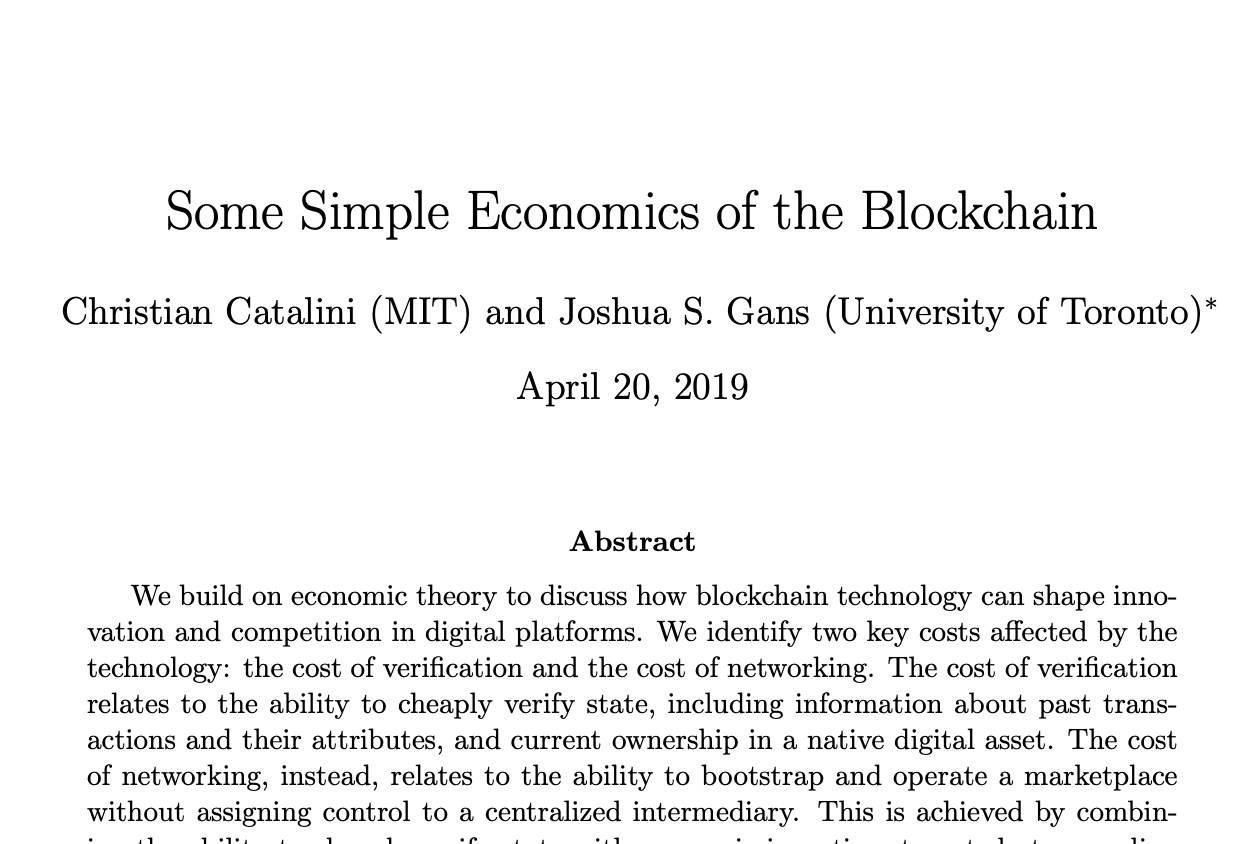 Some Simple Economics of the Blockchain
Christian Catalini (MIT) and Joshua S. Gans (University of Toronto)*
April 20, 2019
Abstract
We build on economic theory to discuss how blockchain technology can shape inno-
vation and competition in digital platforms. We identify two key costs affected by the
technology: the cost of verification and the cost of networking. The cost of verification
relates to the ability to cheaply verify state, including information about past trans-
actions and their attributes, and current ownership in a native digital asset. The cost
of networking, instead, relates to the ability to bootstrap and operate a marketplace
without assigning control to a centralized intermediary. This is achieved by combin-